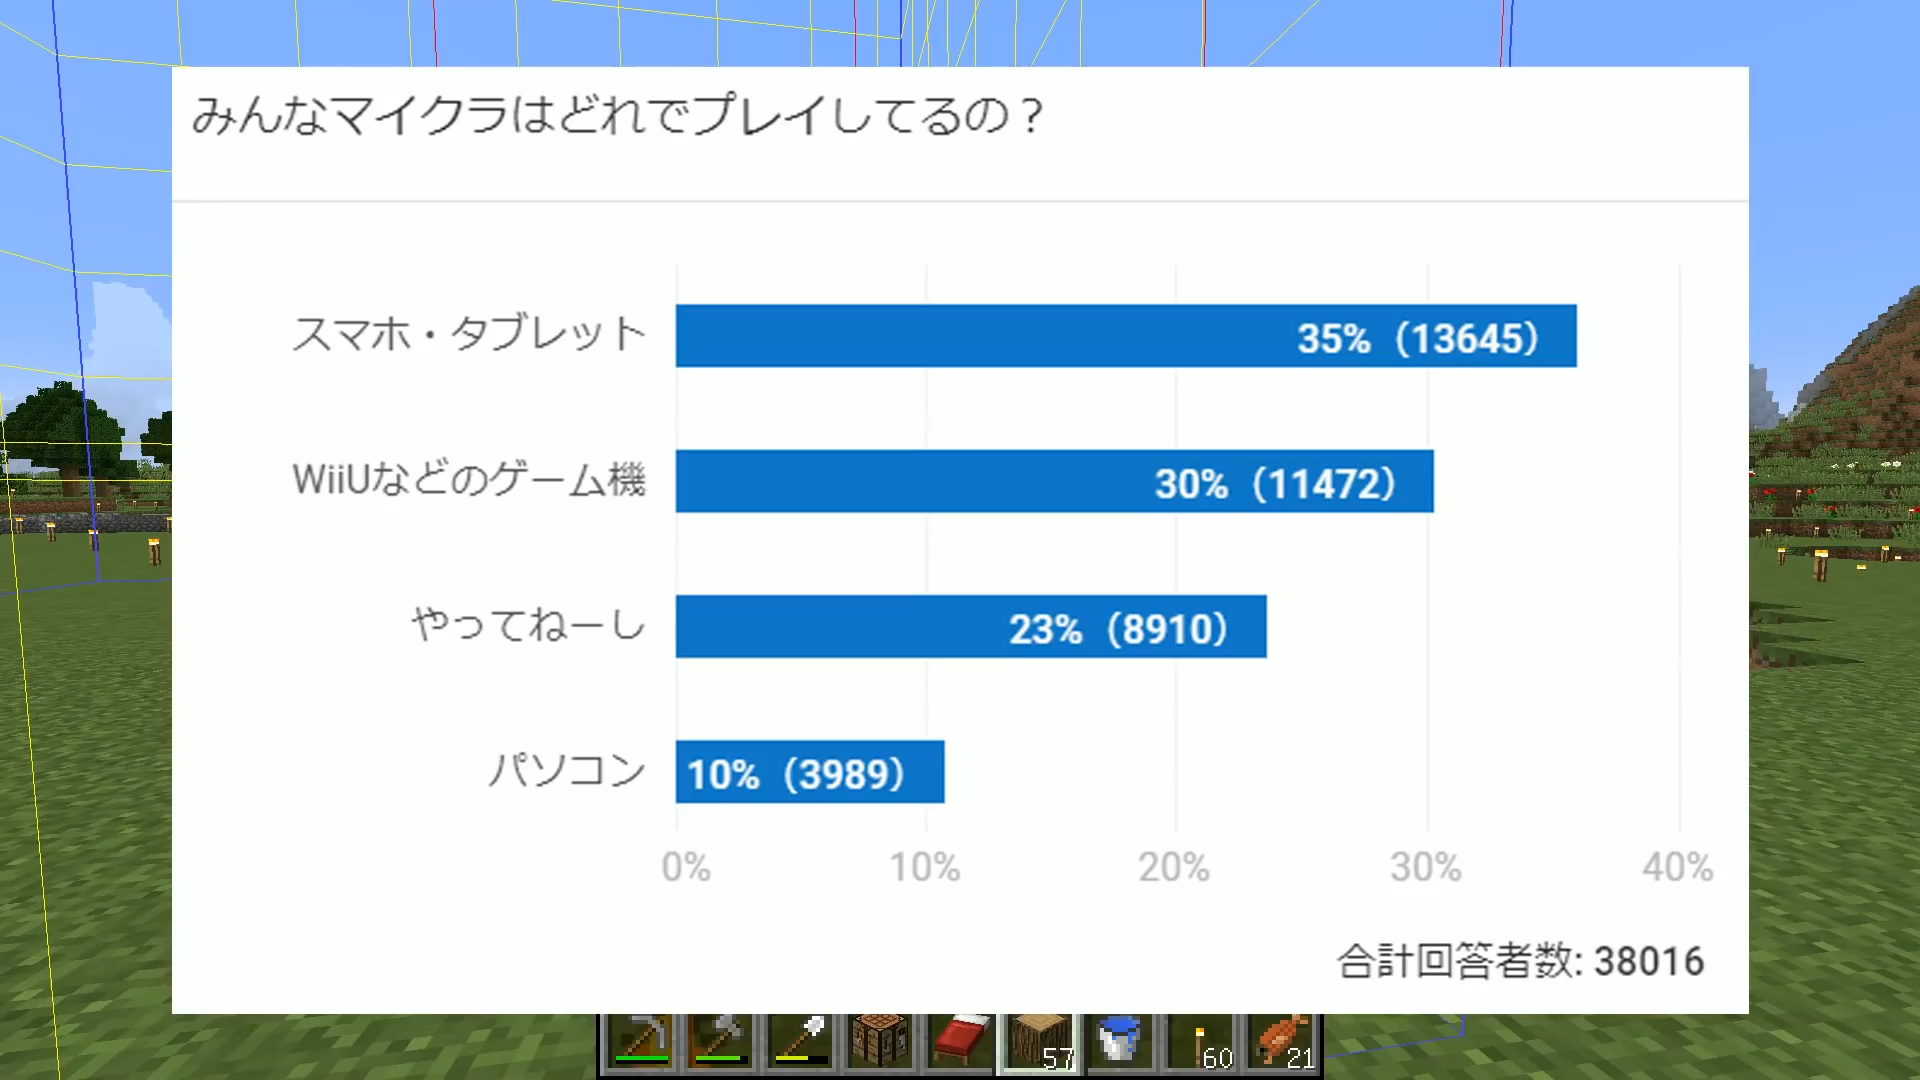 みんなマイクラはどれでプレイしてるの？
スマホ・タブレット 35% (13645)
WiiUなどのゲーム機 30% (11472)
やってねーし 23% (8910)
パソコン 10% (3989)
0% 10% 20% 30% 40%
合計回答者数: 38016
57 60 21